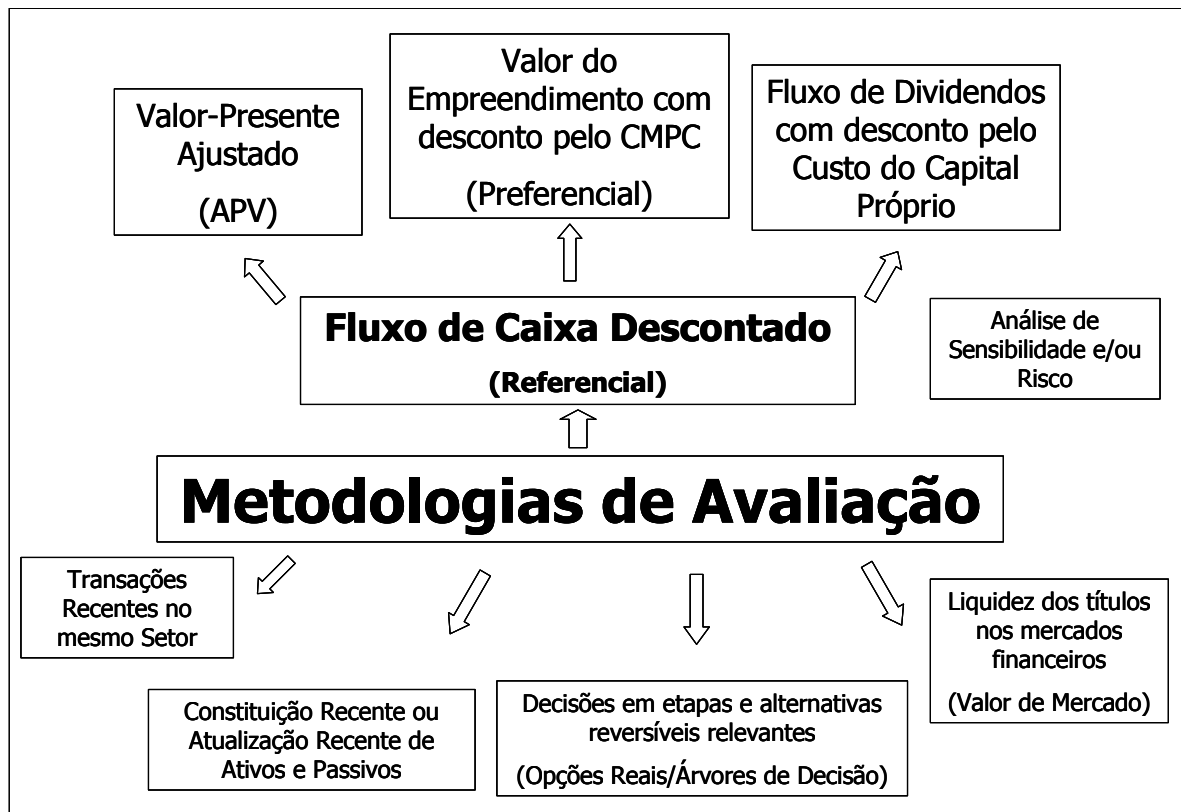 Valor-Presente
Ajustado
(APV)
Valor do
Empreendimento com
desconto pelo CMPC
(Preferencial)
Fluxo de Dividendos
com desconto pelo
Custo do Capital
Próprio
Fluxo de Caixa Descontado
(Referencial)
Análise de
Sensibilidade e/ou
Risco
Metodologias de Avaliação
Transações
Recentes no
mesmo Setor
Constituição Recente ou
Atualização Recente de
Ativos e Passivos
Decisões em etapas e alternativas
reversíveis relevantes
(Opções Reais/Árvores de Decisão)
Liquidez dos títulos
nos mercados
financeiros
(Valor de Mercado)